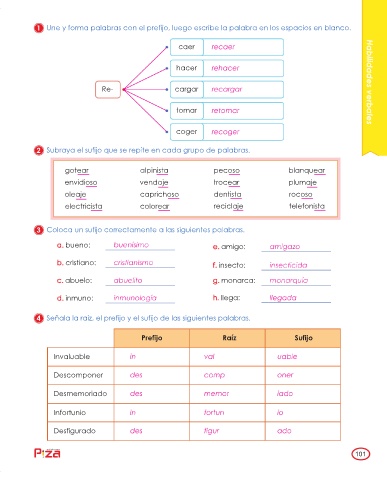 1 Une y forma palabras con el prefijo, luego escribe la palabra en los espacios en blanco.
Habilidades verbales
Re-
caer recaer
hacer rehacer
cargar recargar
tomar retomar
coger recoger
2 Subraya el sufijo que se repite en cada grupo de palabras.
gotear alpinista pecoso blanquear
envidioso vendaje trocear plumaje
oleaje caprichoso dentista rocoso
electricista colorear reciclaje telefonista
3 Coloca un sufijo correctamente a las siguientes palabras.
a. bueno: buenísimo e. amigo: amigazo
b. cristiano: cristianismo f. insecto: insecticida
c. abuelo: abuelito g. monarca: monarquía
d. inmuno: inmunología h. llega: llegada
4 Señala la raíz, el prefijo y el sufijo de las siguientes palabras.
Prefijo Raíz Sufijo
Invaluable in val uable
Descomponer des comp oner
Desmemoriado des memor iado
Infortunio in fortun io
Desfigurado des figur ado
101